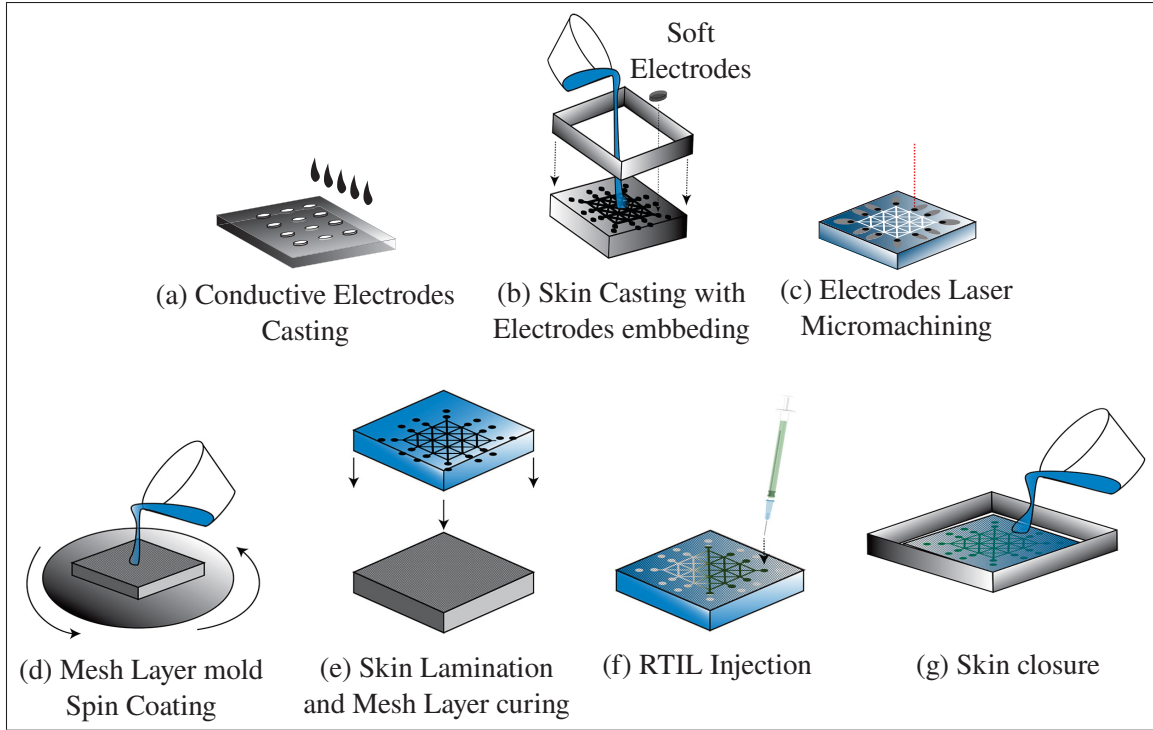 Soft
Electrodes
(a) Conductive Electrodes
Casting
(b) Skin Casting with
Electrodes embbeding
(c) Electrodes Laser
Micromachining
(d) Mesh Layer mold
Spin Coating
(e) Skin Lamination
and Mesh Layer curing
(f) RTIL Injection
(g) Skin closure